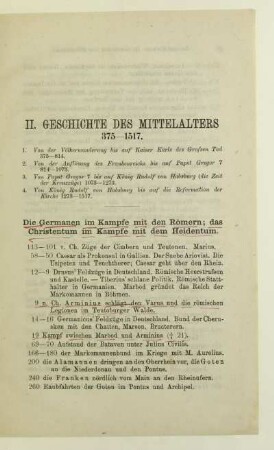 II. GESCHICHTE DES MITTELALTERS
375—1517.
1. Von der Völkerwanderung bis auf Kaiser Karls des Großen Tod
375—814.
2. Von der Auflösung des Frankenreichs bis auf Papst Gregor 7
814—1073.
3. Von Papst Gregor 7 bis auf König Rudolf von Habsburg (die Zeit
der Kreuzzüge) 1073—1273.
4. Von König Rudolf von Habsburg bis auf die Reformation der
Kirche 1273—1517.
Die Germanen im Kampfe mit den Römern; das
Christentum im Kampfe mit dem Heidentum.
113—101 v. Ch. Züge der Cimbern und Teutonen. Marius.
58—50 Caesar als Prokonsul in Gallien. Der Suebe Ariovist. Die
Usipeten und Tenchtherer; Caesar geht über den Rhein.
12—9 Drusus' Feldzüge in Deutschland. Römische Heerstraßen
und Kastelle. — Tiberius schlaue Politik. Römische Statt-
halter in Germanien. Marbod gründet das Reich der
Markomannen in Böhmen.
9 n. Ch. Arminius schlägt den Varus und die römischen
Legionen im Teutoburger Walde.
14—16 Germanicus' Feldzüge in Deutschland. Bund der Cherus-
ken mit den Chatten, Marsen, Bructerern.
19 Kampf zwischen Marbod und Arminius († 21).
69—70 Aufstand der Bataver unter Julius Civilis.
166—180 der Markomannenbund im Kriege mit M. Aurelius.
200 die Alamannen drängen an den Oberrhein vor, die Goten
an die Niederdonau und den Pontus.
240 die Franken nördlich vom Main an den Rheinufern.
260 Raubfahrten der Goten im Pontus und Archipel.